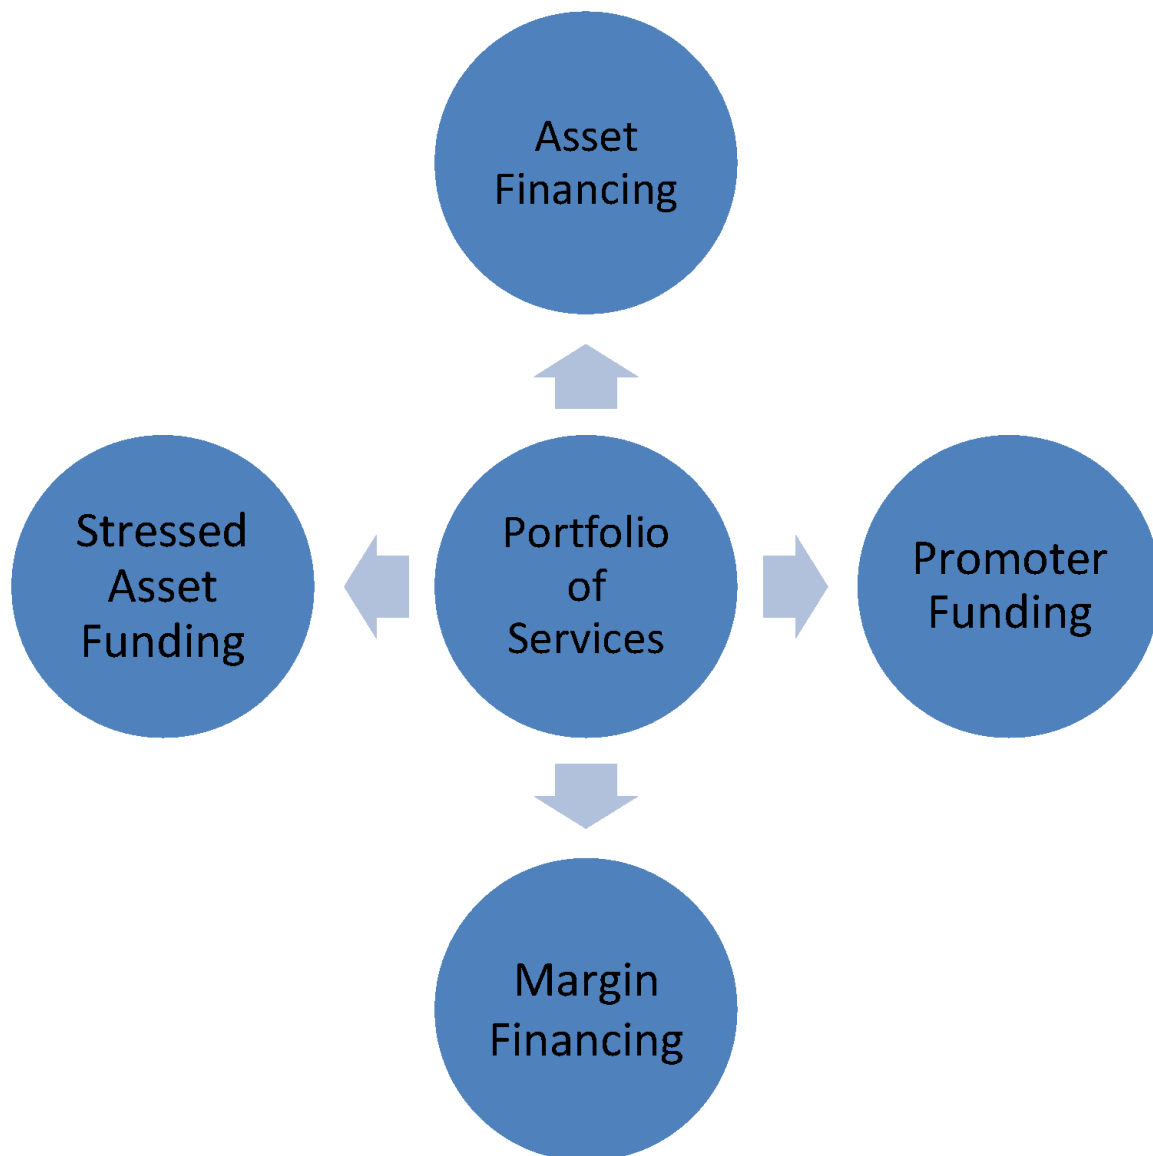 Asset
Financing
Stressed
Asset
Funding
Portfolio
of
Services
Promoter
Funding
Margin
Financing